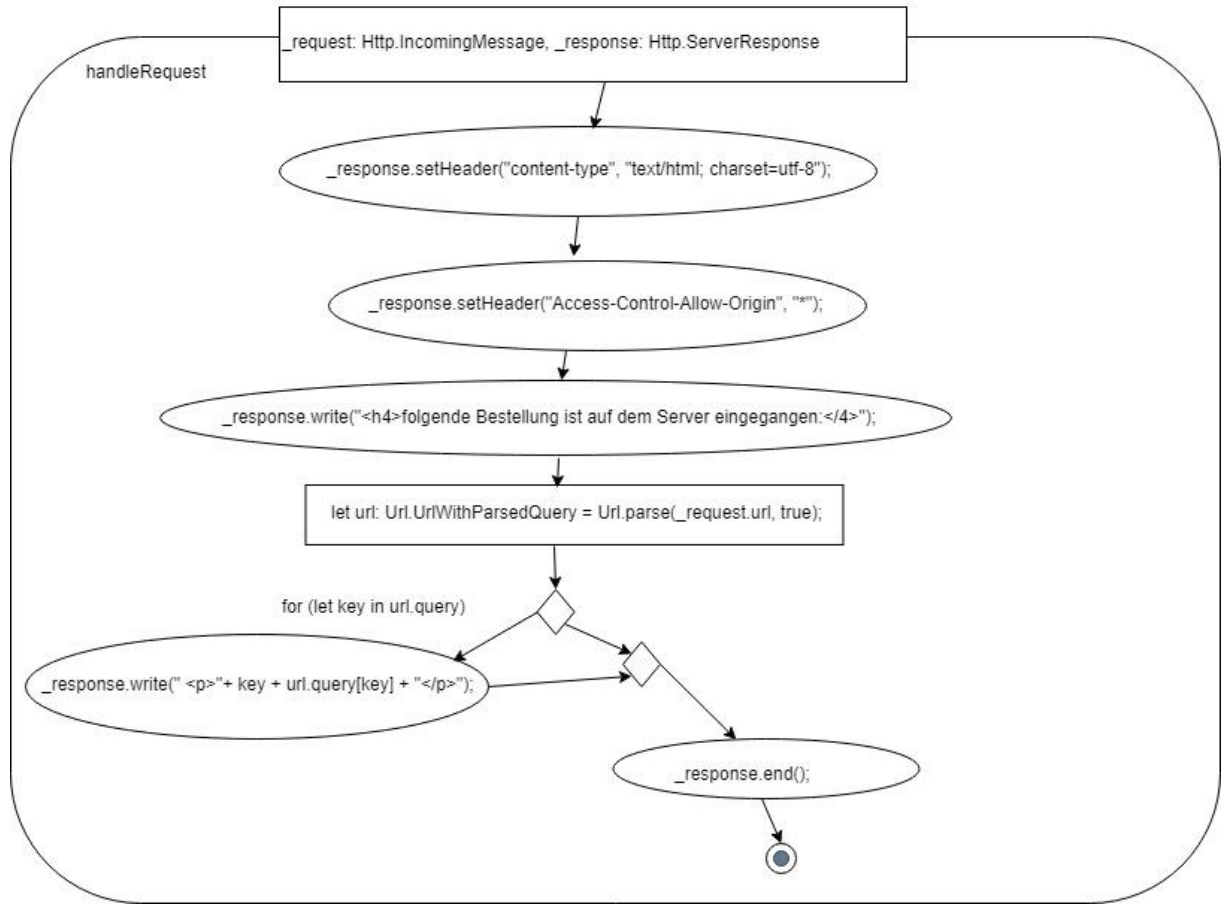 _request: Http.IncomingMessage, _response: Http.ServerResponse
handleRequest
_response.setHeader("content-type", "text/html; charset=utf-8");
_response.setHeader("Access-Control-Allow-Origin", "*");
_response.write("<h4>folgende Bestellung ist auf dem Server eingegangen:</4>");
let url: Url.UrlWithParsedQuery = Url.parse(_request.url, true);
for (let key in url.query)
_response.write(" <p>"+ key + url.query[key] + "</p>");
_response.end();